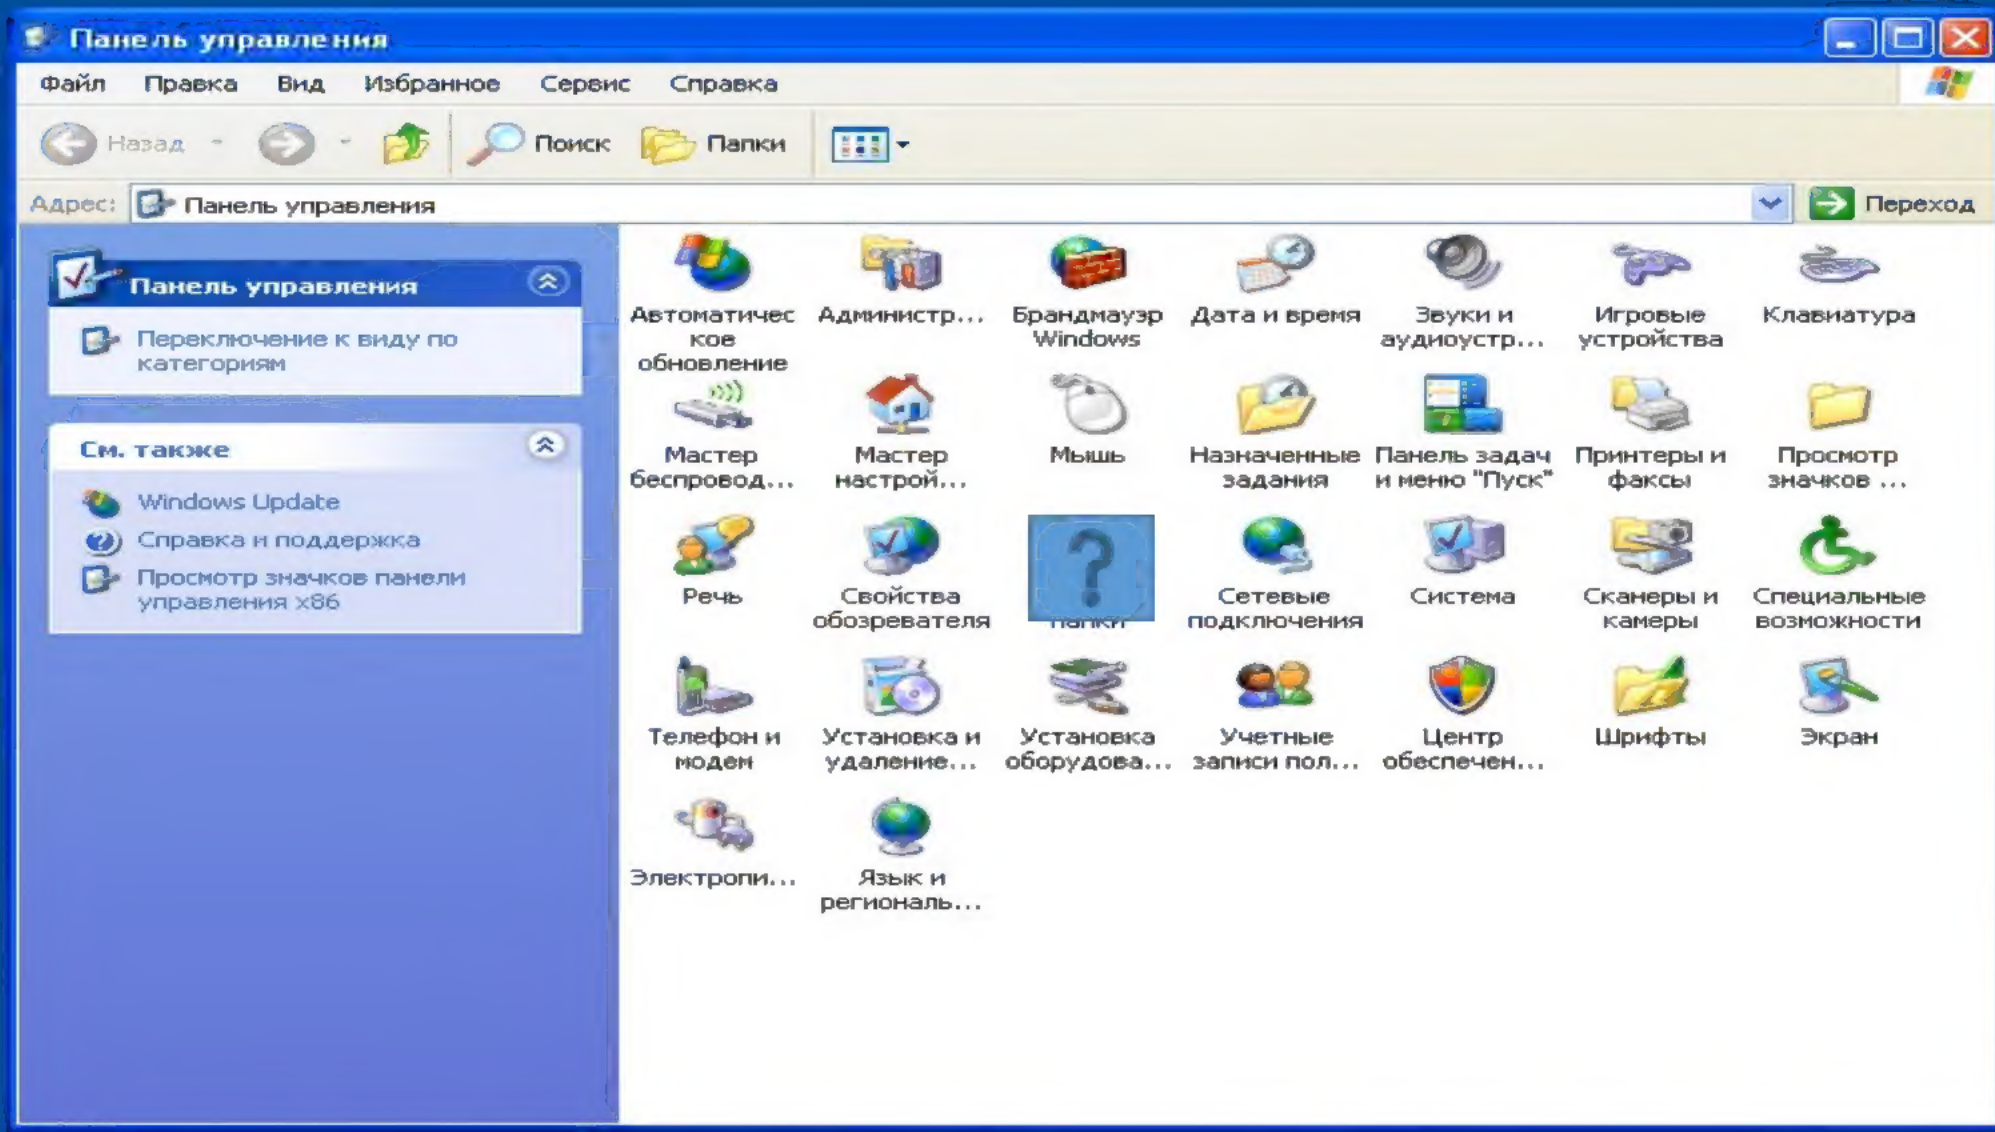 Панель управления
Файл Правка Вид Избранное Сервис Справка
Назад Поиск Папки
Адрес: Панель управления Переход
Панель управления
Переключение к виду по
категориям
См. также
Windows Update
Справка и поддержка
Просмотр значков панели
управления x86
Автоматичес
кое
обновление
Администр...
Брандмауэр
Windows
Дата и время
Звуки и
аудиоустр...
Игровые
устройства
Клавиатура
Мастер
беспровод...
Мастер
настрой...
Мышь
Назначенные
задания
Панель задач
и меню "Пуск"
Принтеры и
факсы
Просмотр
значков ...
Речь
Свойства
обозревателя
?
Сетевые
подключения
Система
Сканеры и
камеры
Специальные
возможности
Телефон и
модем
Установка и
удаление...
Установка
оборудова...
Учетные
записи пол...
Центр
обеспечен...
Шрифты
Экран
Электропи...
Язык и
региональ...